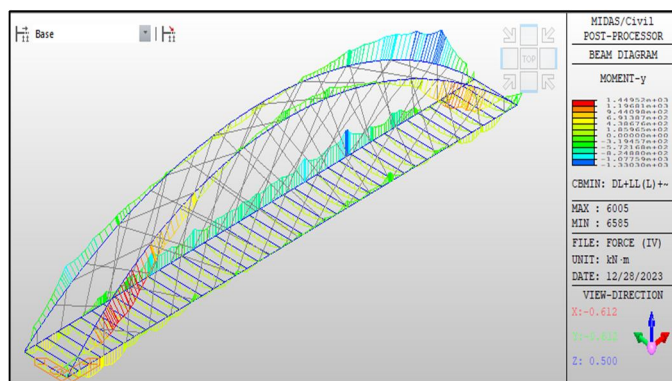 Base
TOP
MIDAS/Civil
POST-PROCESSOR
BEAM DIAGRAM
MOMENT-y
1.44952e+03
1.19681e+03
9.44098e+02
6.91387e+02
4.38676e+02
1.85965e+02
0.00000e+00
-3.19457e+02
-5.72168e+02
-8.24880e+02
-1.07759e+03
-1.33030e+03
CBMIN: DL+LL(L)+~
MAX : 6005
MIN : 6585
FILE: FORCE (IV)
UNIT: kN·m
DATE: 12/28/2023
VIEW-DIRECTION
X:-0.612
Z: 0.500